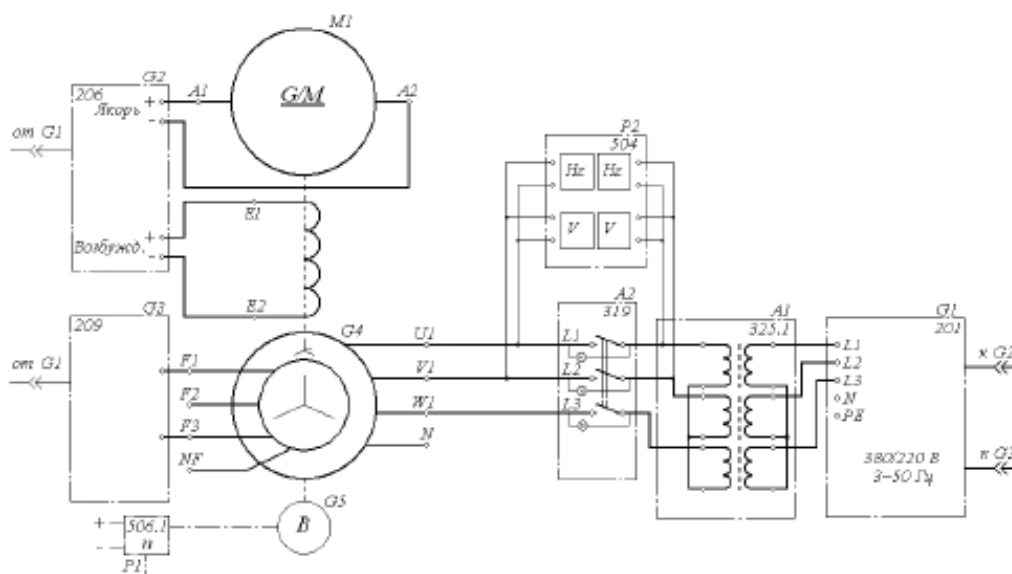 M1
G2
206
A1
G/M
A2
+
Якорь
-
от G1
P2
504
Hz Hz
E1
V V
+
Возбужд.
-
E2
A2
319
A1
325.1
G1
201
G3
209
G4
U1
L1
L1
к G2
от G1
F1
V1
L2
L2
L3
F2
W1
L3
N
F3
N
PE
NF
380/220 В
3~50 Гц
к G3
G5
B
+
506.1
-
n
P1